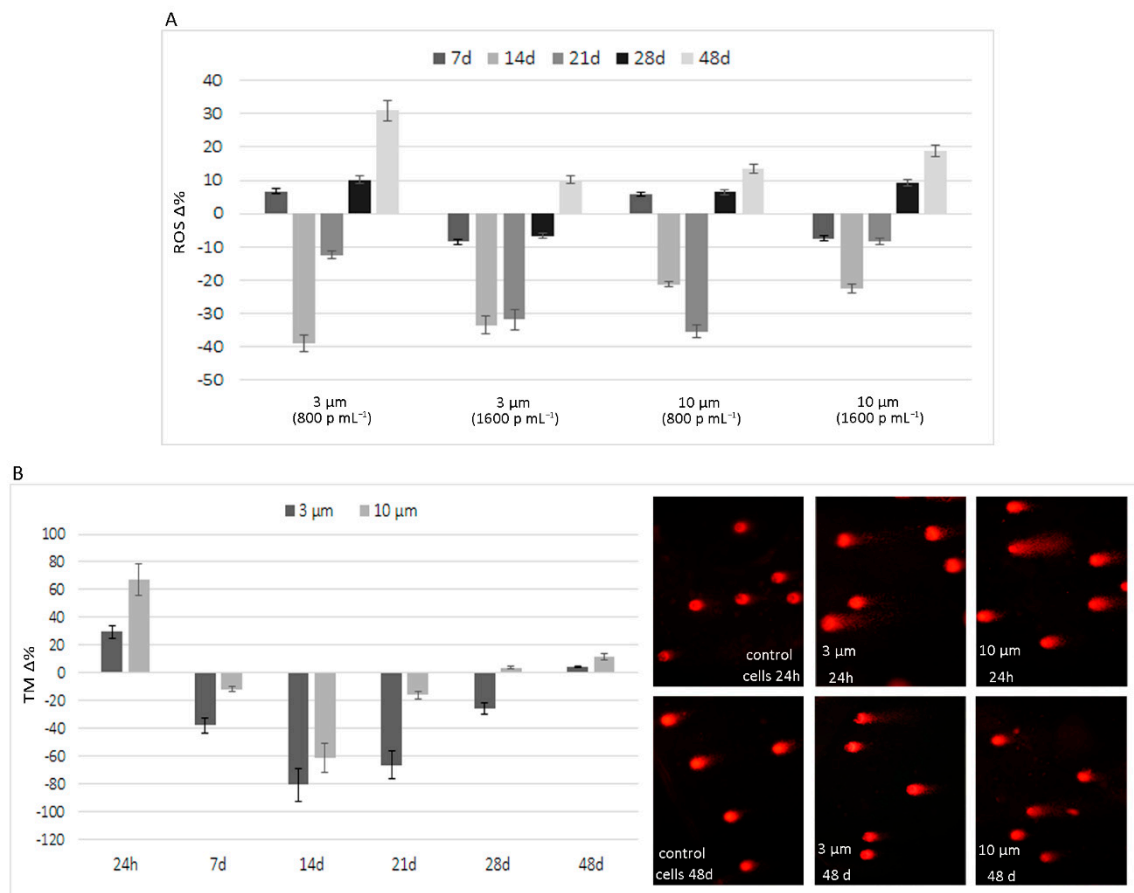 A
7d 14d 21d 28d 48d
40
30
20
10
0
-10
-20
-30
-40
-50
ROS Δ%
3 µm 3 µm 10 µm 10 µm
(800 p mL⁻¹) (1600 p mL⁻¹) (800 p mL⁻¹) (1600 p mL⁻¹)
B
3 µm 10 µm
100
80
60
40
20
0
-20
-40
-60
-80
-100
-120
TM Δ%
24h 7d 14d 21d 28d 48d
control
cells 24h
3 µm
24h
10 µm
24h
control
cells 48d
3 µm
48 d
10 µm
48 d